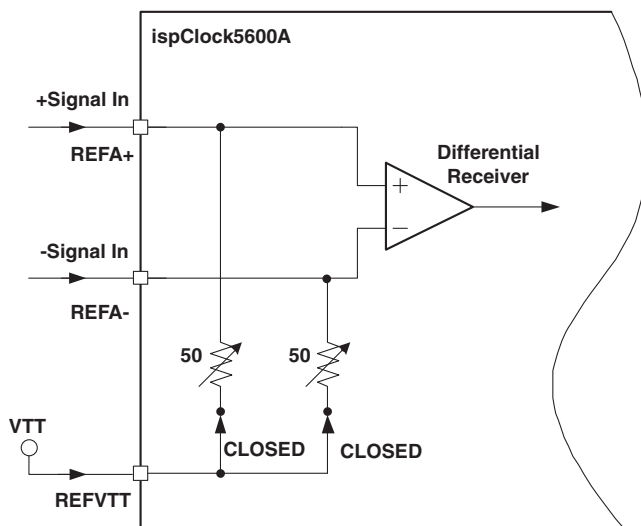 ispClock5600A
+Signal In
REFA+
Differential
Receiver
+
–
-Signal In
REFA-
50
50
VTT
CLOSED
CLOSED
REFVTT